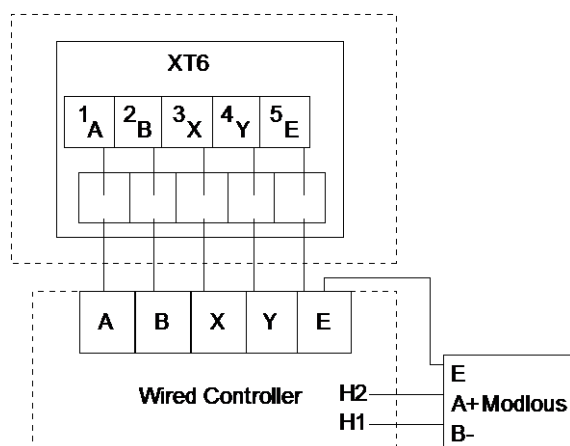 XT6
1A 2B 3X 4Y 5E
A B X Y E
Wired Controller
E
H2 A+ Modlous
H1 B-